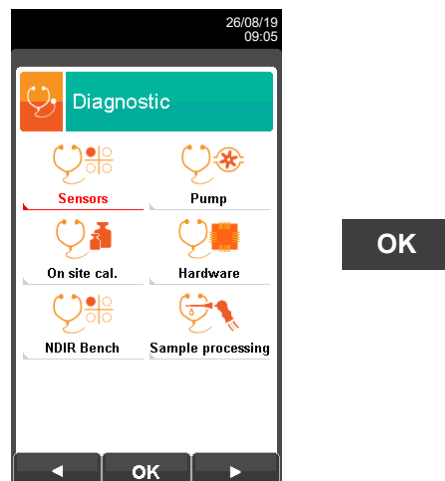 26/08/19
09:05
Diagnostic
Sensors
Pump
On site cal.
Hardware
NDIR Bench
Sample processing
OK
OK